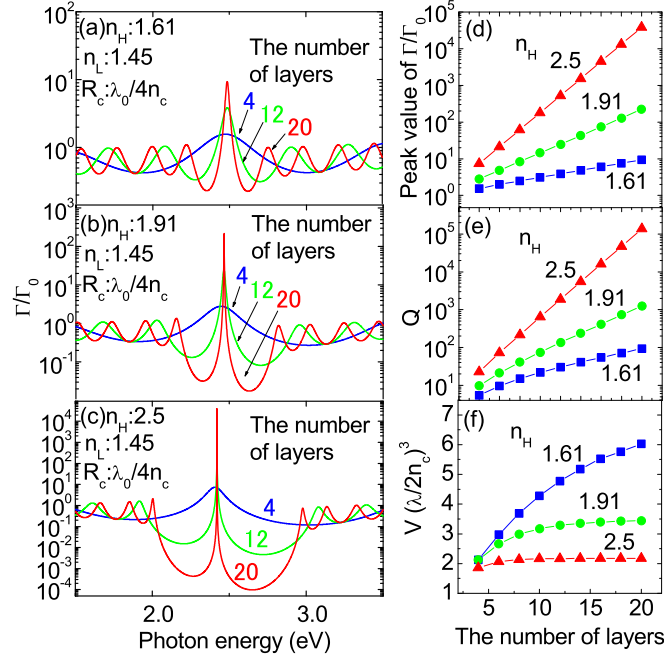 (a)n_H:1.61
n_L:1.45
R_c:λ_0/4n_c
The number
of layers
4
12
20
10^2
10^1
10^0
(b)n_H:1.91
n_L:1.45
R_c:λ_0/4n_c
The number
of layers
4
12
20
10^3
10^2
10^1
10^0
10^-1
Γ/Γ_0
(c)n_H:2.5
n_L:1.45
R_c:λ_0/4n_c
The number
of layers
4
12
20
10^4
10^3
10^2
10^1
10^0
10^-1
10^-2
10^-3
10^-4
2.0
3.0
Photon energy (eV)
(d)
n_H
2.5
1.91
1.61
10^5
10^4
10^3
10^2
10^1
10^0
Peak value of Γ/Γ_0
(e)
n_H
2.5
1.91
1.61
10^5
10^4
10^3
10^2
10^1
Q
(f)
n_H
1.61
1.91
2.5
7
6
5
4
3
2
1
V (λ/2n_c)^3
5
10
15
20
The number of layers